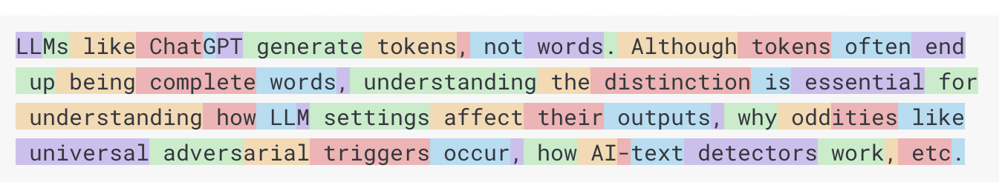 LLMs like ChatGPT generate tokens, not words. Although tokens often end
up being complete words, understanding the distinction is essential for
understanding how LLM settings affect their outputs, why oddities like
universal adversarial triggers occur, how AI-text detectors work, etc.